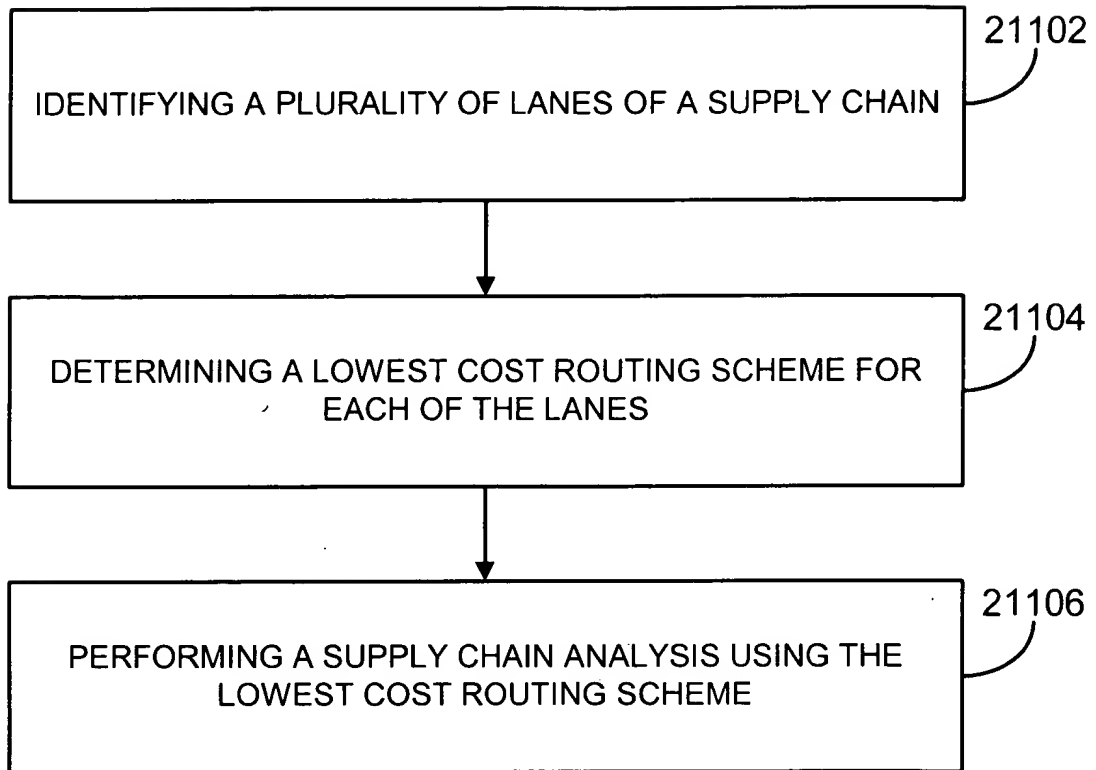 21102
IDENTIFYING A PLURALITY OF LANES OF A SUPPLY CHAIN
21104
DETERMINING A LOWEST COST ROUTING SCHEME FOR
EACH OF THE LANES
21106
PERFORMING A SUPPLY CHAIN ANALYSIS USING THE
LOWEST COST ROUTING SCHEME